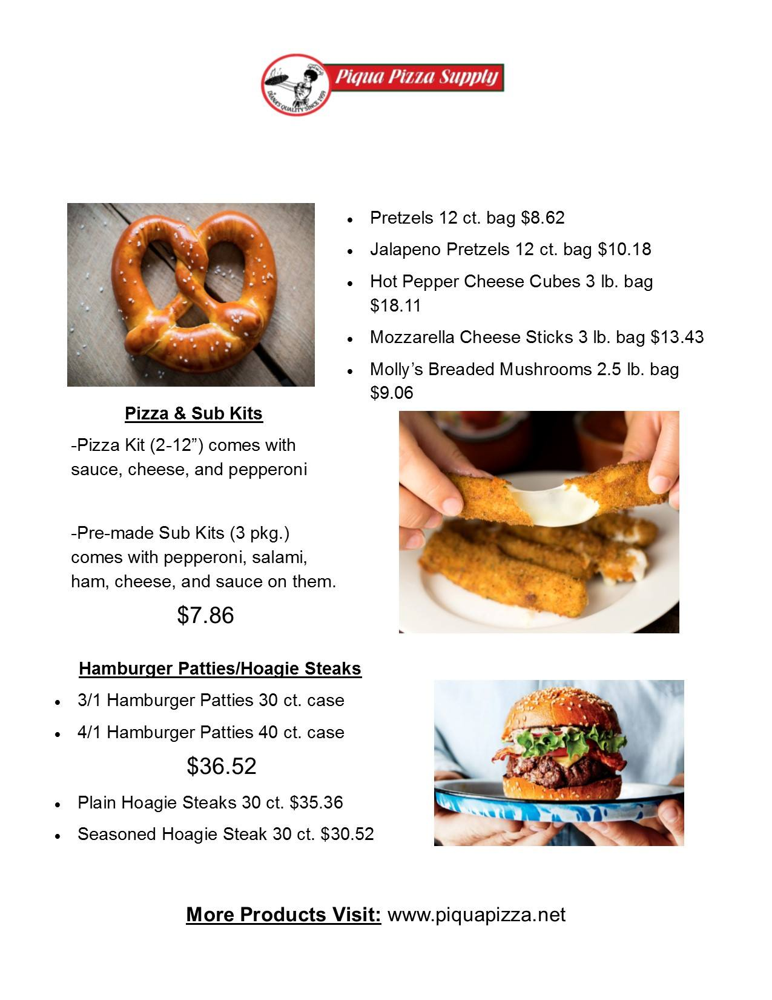 Piqua Pizza Supply
DIANA'S QUALITY SINCE 1959
• Pretzels 12 ct. bag $8.62
• Jalapeno Pretzels 12 ct. bag $10.18
• Hot Pepper Cheese Cubes 3 lb. bag
$18.11
• Mozzarella Cheese Sticks 3 lb. bag $13.43
• Molly’s Breaded Mushrooms 2.5 lb. bag
$9.06
Pizza & Sub Kits
-Pizza Kit (2-12”) comes with
sauce, cheese, and pepperoni
-Pre-made Sub Kits (3 pkg.)
comes with pepperoni, salami,
ham, cheese, and sauce on them.
$7.86
Hamburger Patties/Hoagie Steaks
• 3/1 Hamburger Patties 30 ct. case
• 4/1 Hamburger Patties 40 ct. case
$36.52
• Plain Hoagie Steaks 30 ct. $35.36
• Seasoned Hoagie Steak 30 ct. $30.52
More Products Visit: www.piquapizza.net